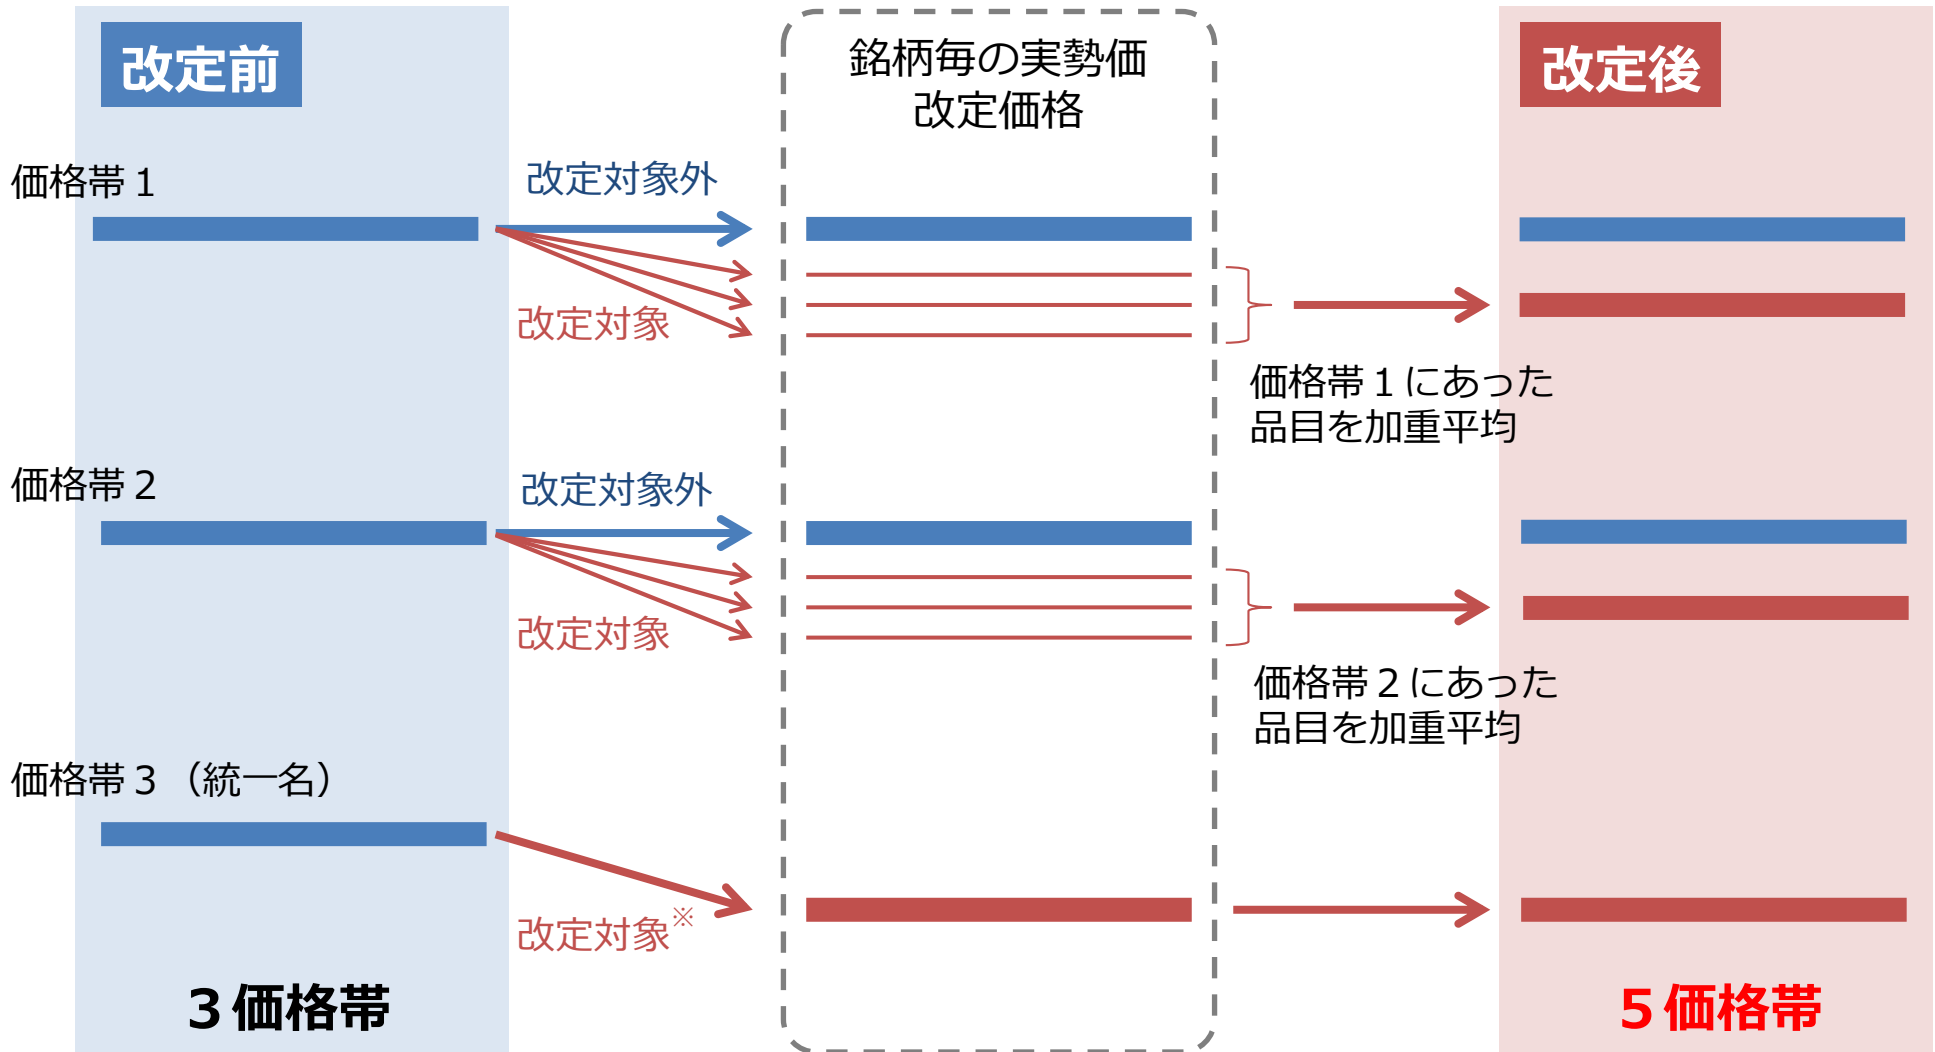 改定前
銘柄毎の実勢価
改定価格
改定後
価格帯１
改定対象外
改定対象
価格帯１にあった
品目を加重平均
価格帯２
改定対象外
改定対象
価格帯２にあった
品目を加重平均
価格帯３（統一名）
改定対象※
３価格帯
５価格帯